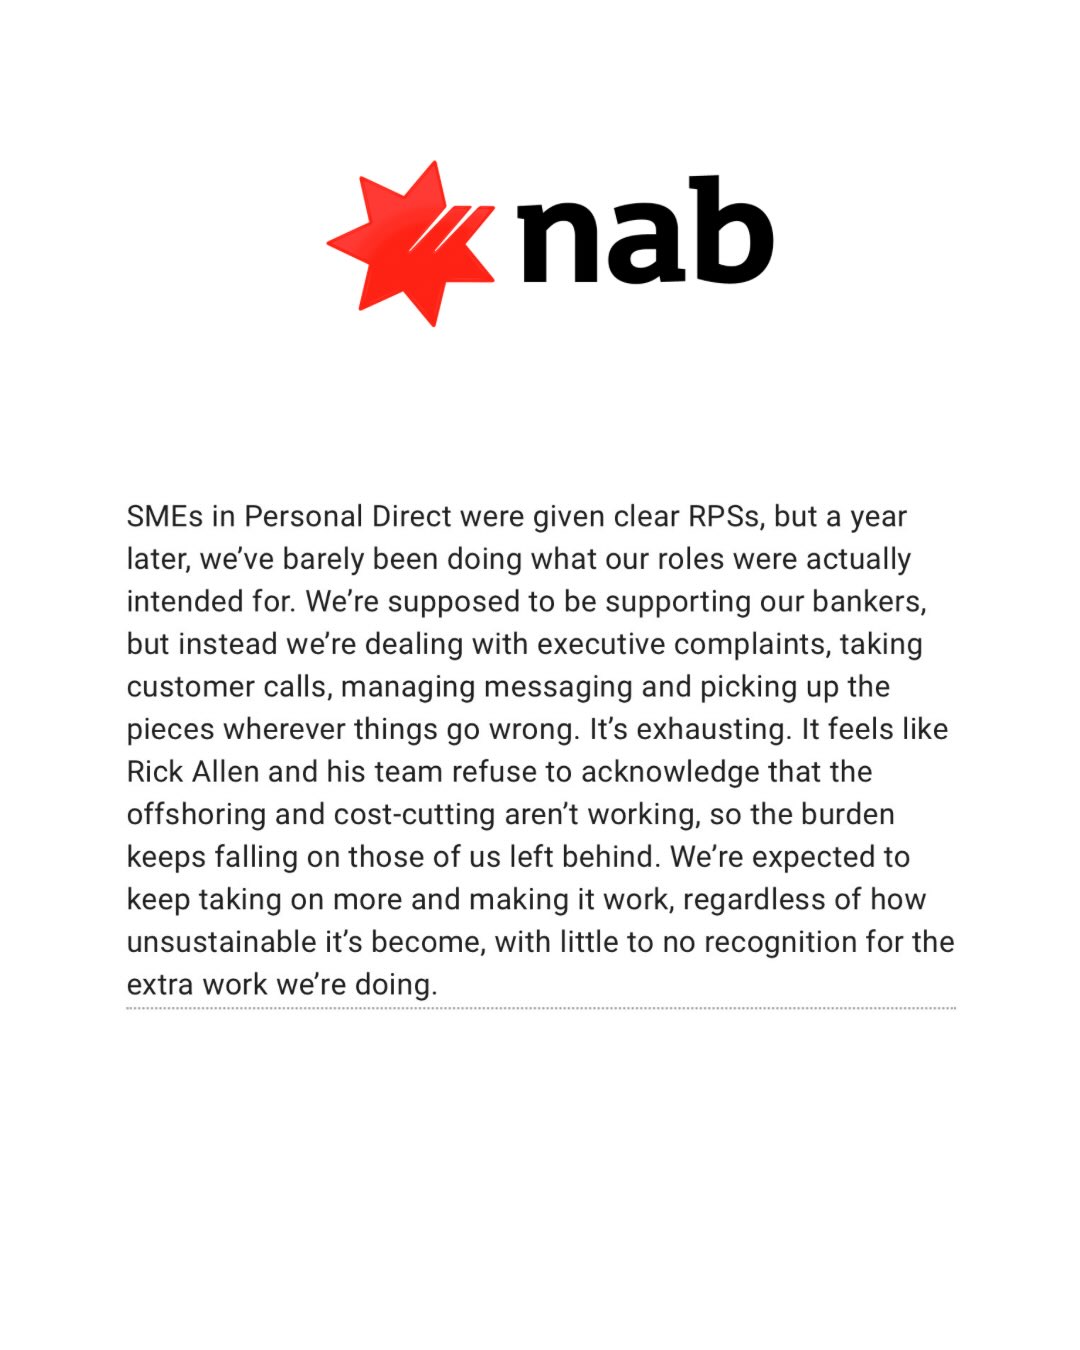 nab
SMEs in Personal Direct were given clear RPSs, but a year
later, we’ve barely been doing what our roles were actually
intended for. We’re supposed to be supporting our bankers,
but instead we’re dealing with executive complaints, taking
customer calls, managing messaging and picking up the
pieces wherever things go wrong. It’s exhausting. It feels like
Rick Allen and his team refuse to acknowledge that the
offshoring and cost-cutting aren’t working, so the burden
keeps falling on those of us left behind. We’re expected to
keep taking on more and making it work, regardless of how
unsustainable it’s become, with little to no recognition for the
extra work we’re doing.